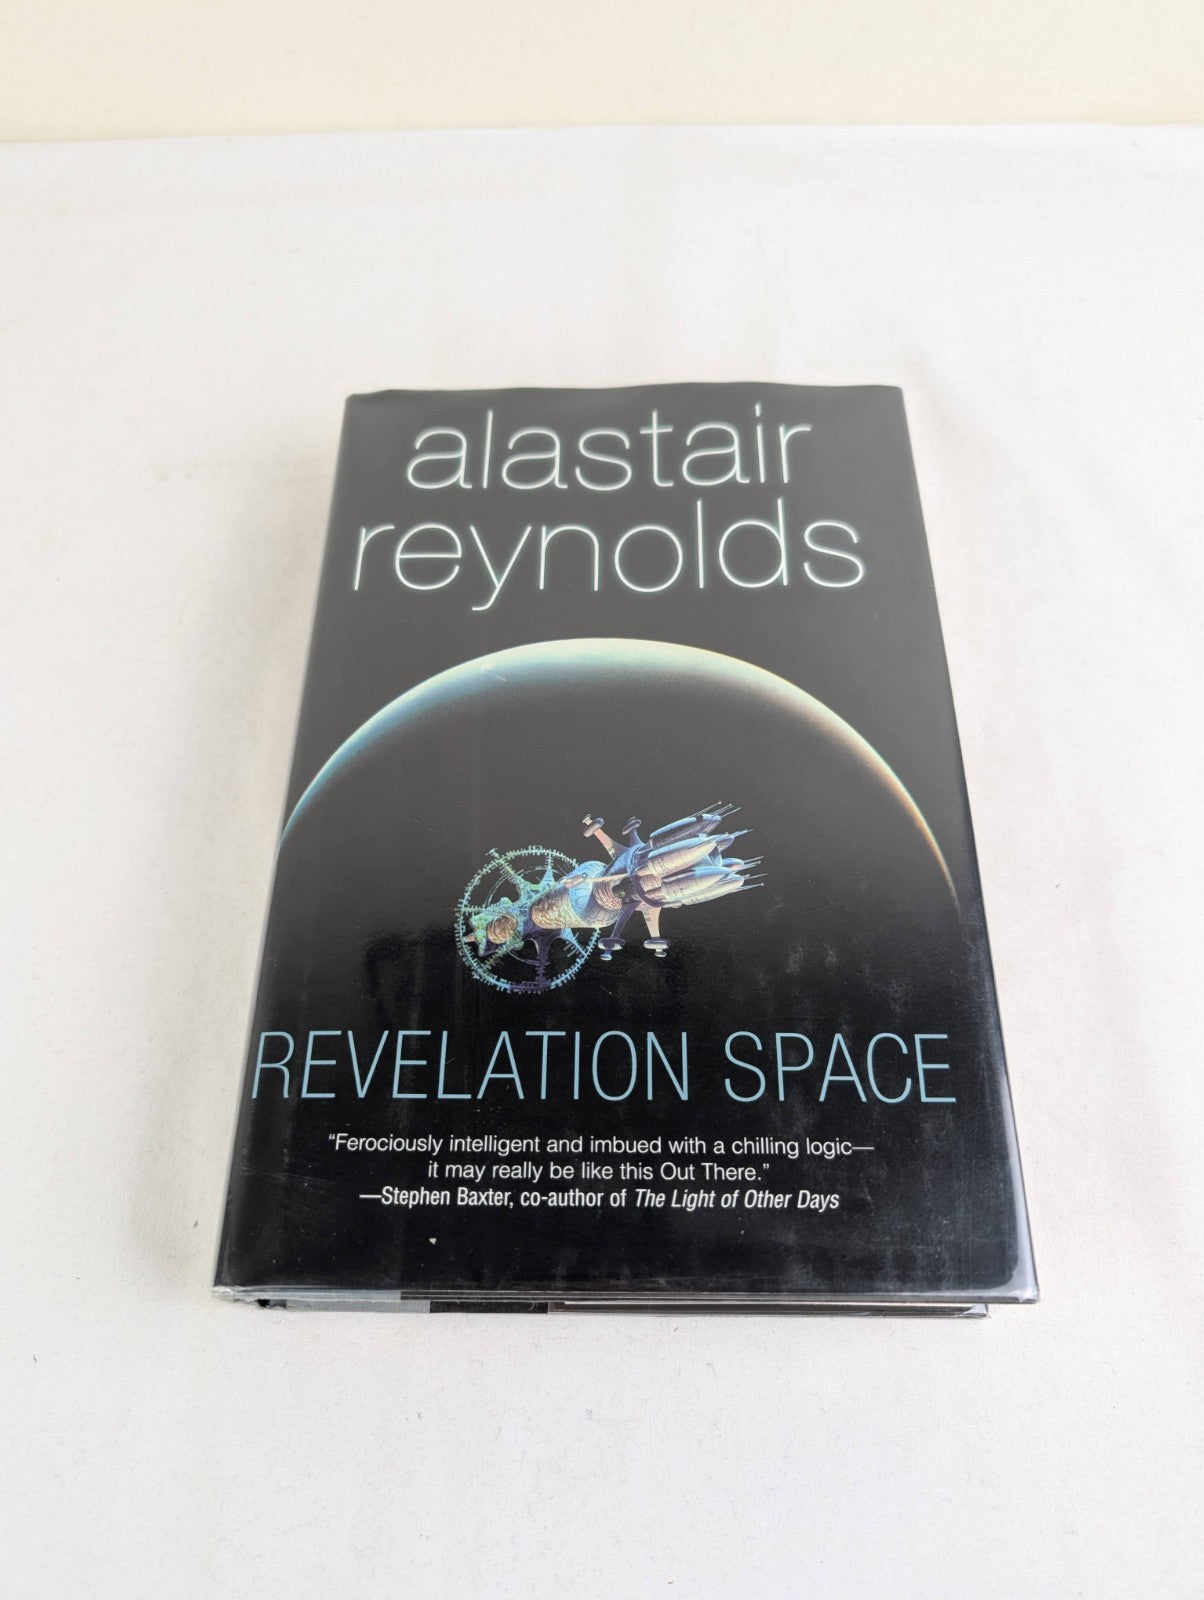 alastair
reynolds
REVELATION SPACE
“Ferociously intelligent and imbued with a chilling logic—
it may really be like this Out There.”
—Stephen Baxter, co-author of The Light of Other Days